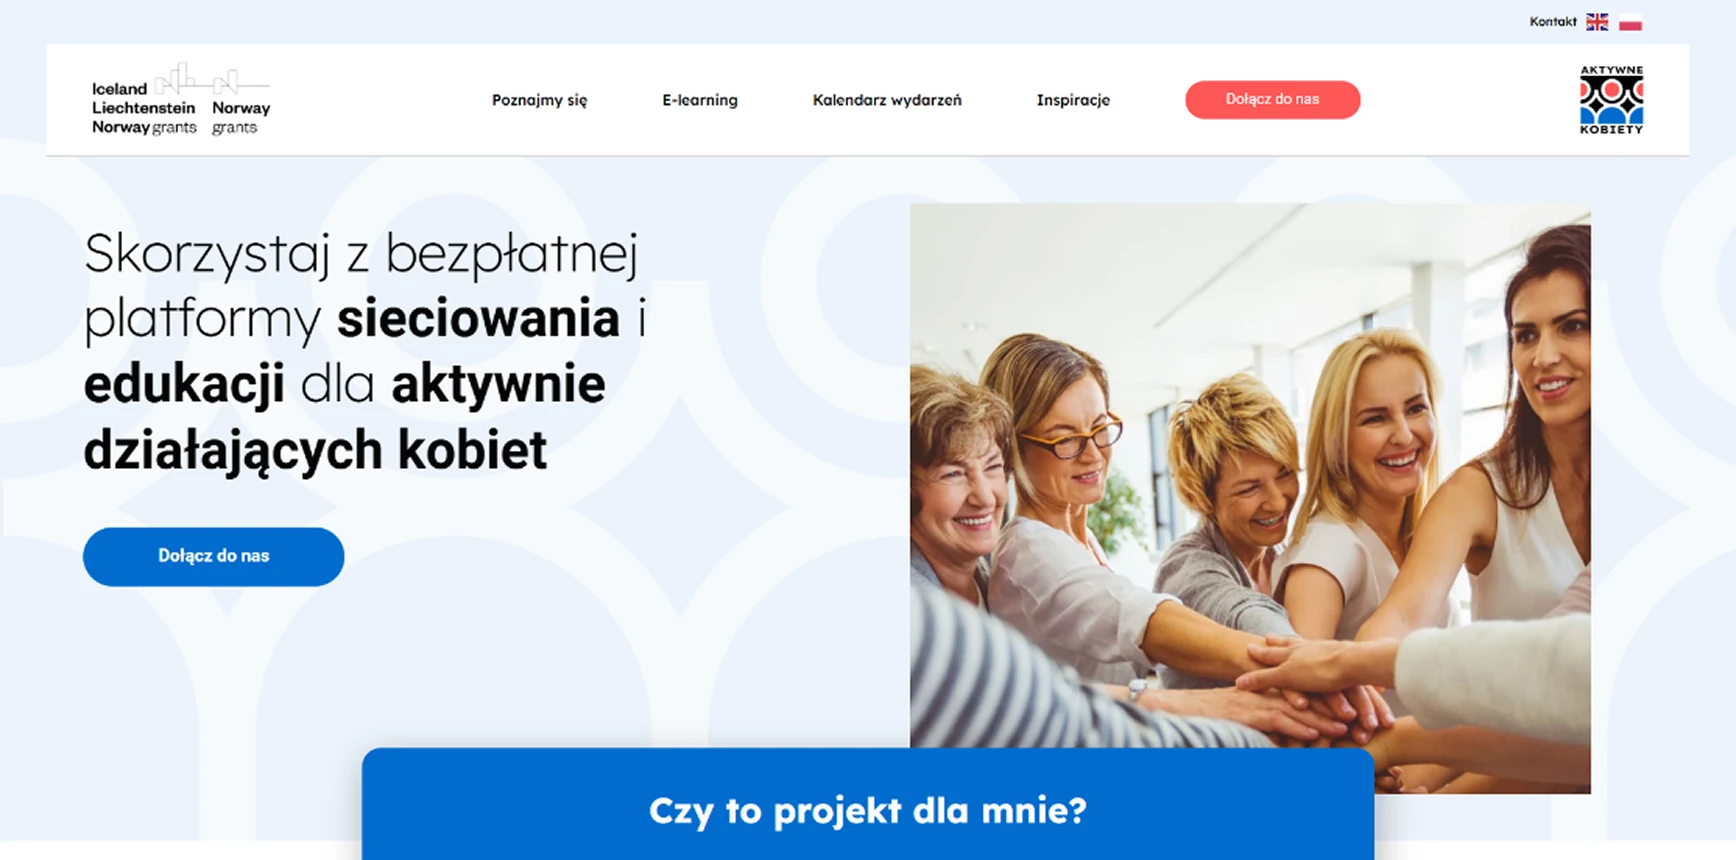 Kontakt
Iceland
Liechtenstein Norway
Norway grants grants
Poznajmy się
E-learning
Kalendarz wydarzeń
Inspiracje
Dołącz do nas
AKTYWNE
KOBIETY
Skorzystaj z bezpłatnej
platformy sieciowania i
edukacji dla aktywnie
działających kobiet
Dołącz do nas
Czy to projekt dla mnie?